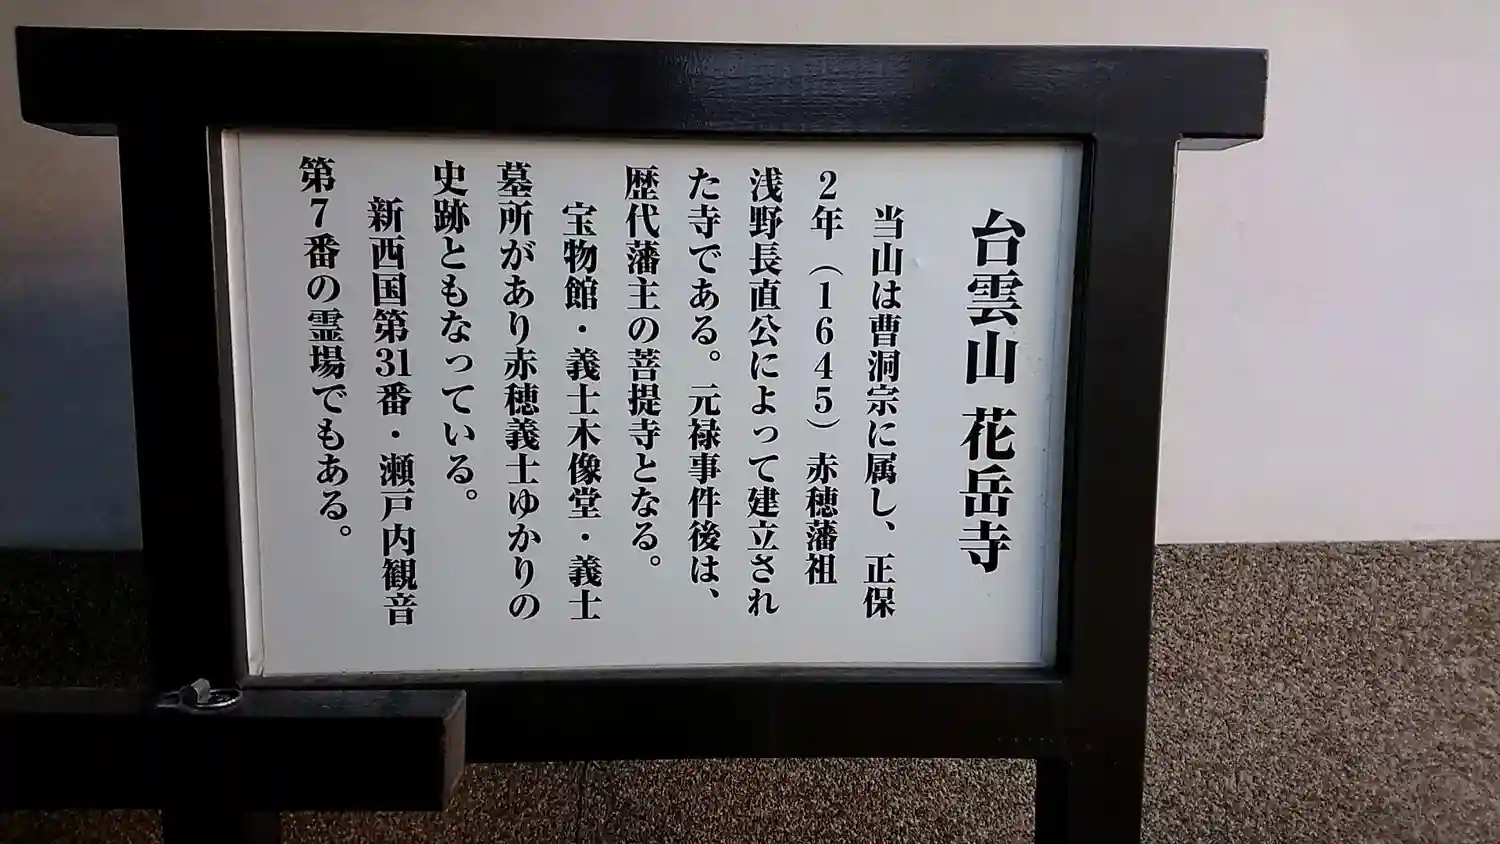 台雲山 花岳寺
当山は曹洞宗に属し、正保
2年（1645）赤穂藩祖
浅野長直公によって建立され
た寺である。元禄事件後は、
歴代藩主の菩提寺となる。
宝物館・義士木像堂・義士
墓所があり赤穂義士ゆかりの
史跡ともなっている。
新西国第31番・瀬戸内観音
第7番の霊場でもある。